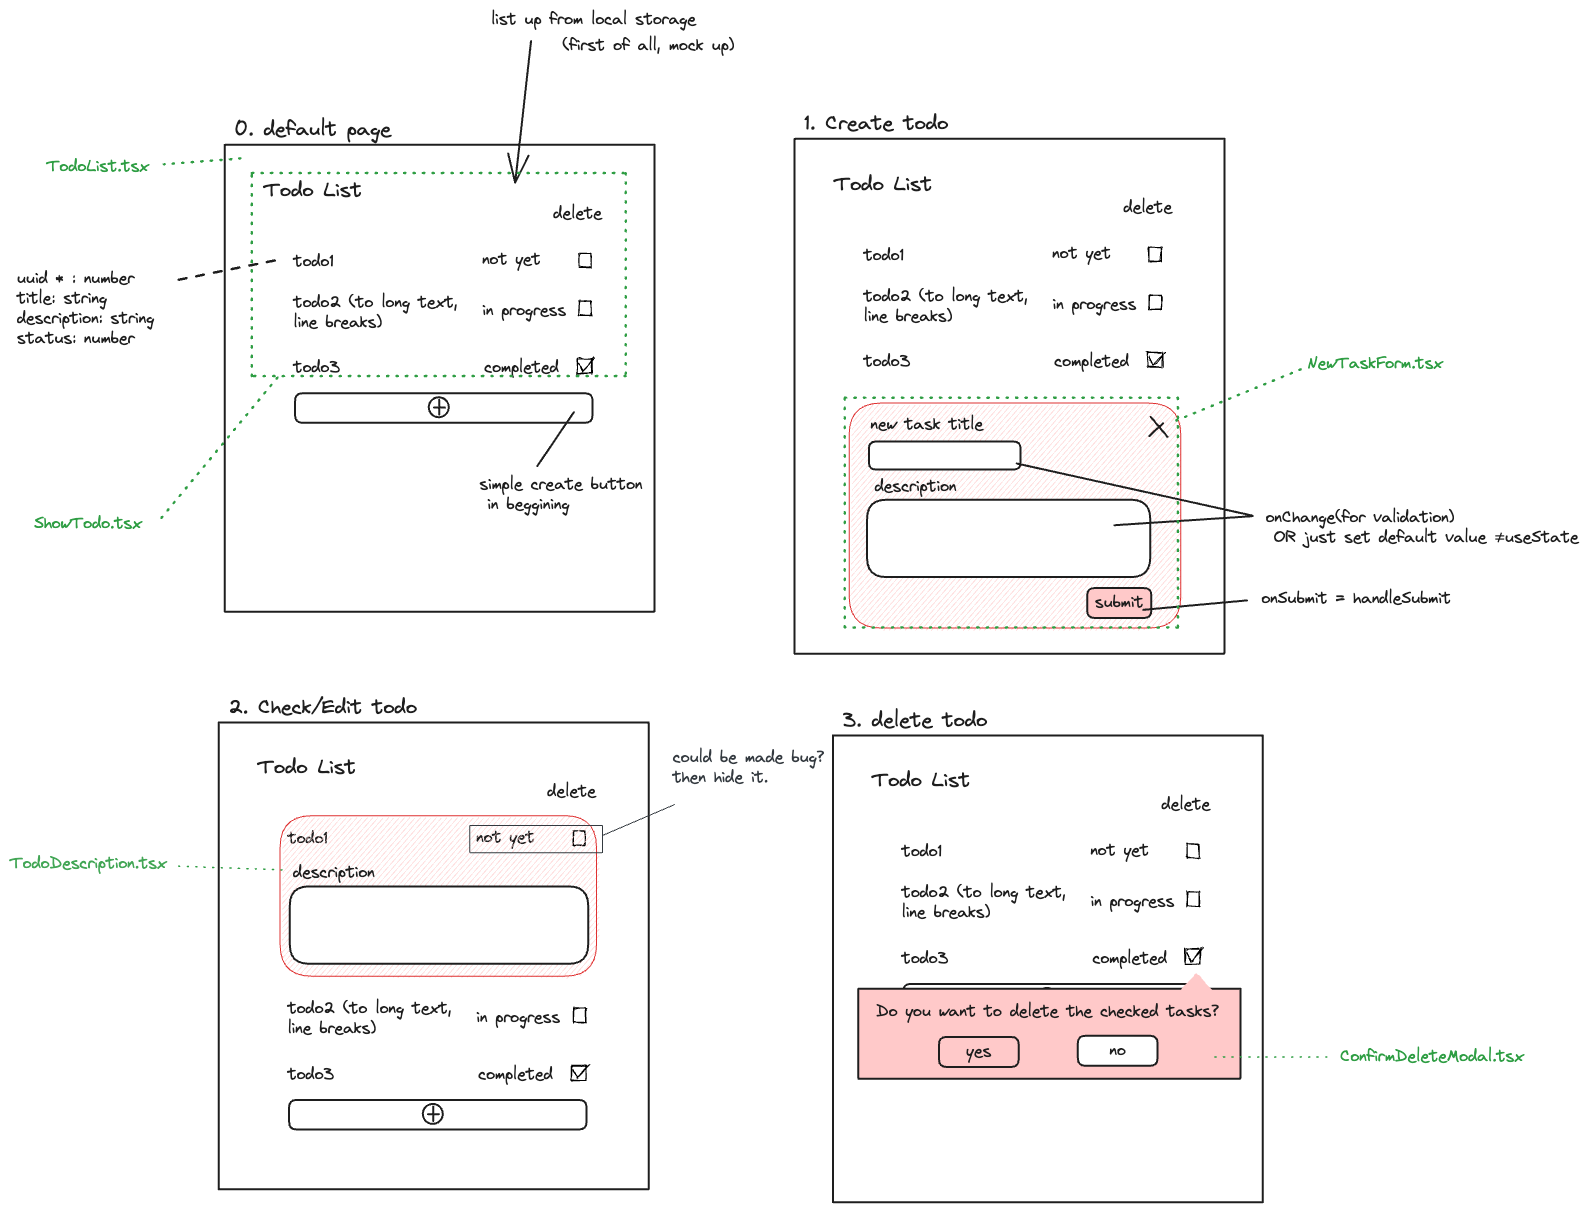 list up from local storage
(first of all, mock up)
0. default page
TodoList.tsx
Todo List
delete
todo1
not yet
uuid * : number
title: string
description: string
status: number
todo2 (to long text,
line breaks)
in progress
todo3
completed
simple create button
in beggining
ShowTodo.tsx
1. Create todo
Todo List
delete
todo1
not yet
todo2 (to long text,
line breaks)
in progress
todo3
completed
NewTaskForm.tsx
new task title
description
onChange(for validation)
OR just set default value ≠useState
submit
onSubmit = handleSubmit
2. Check/Edit todo
Todo List
delete
could be made bug?
then hide it.
todo1
not yet
TodoDescription.tsx
description
todo2 (to long text,
line breaks)
in progress
todo3
completed
3. delete todo
Todo List
delete
todo1
not yet
todo2 (to long text,
line breaks)
in progress
todo3
completed
Do you want to delete the checked tasks?
yes
no
ConfirmDeleteModal.tsx